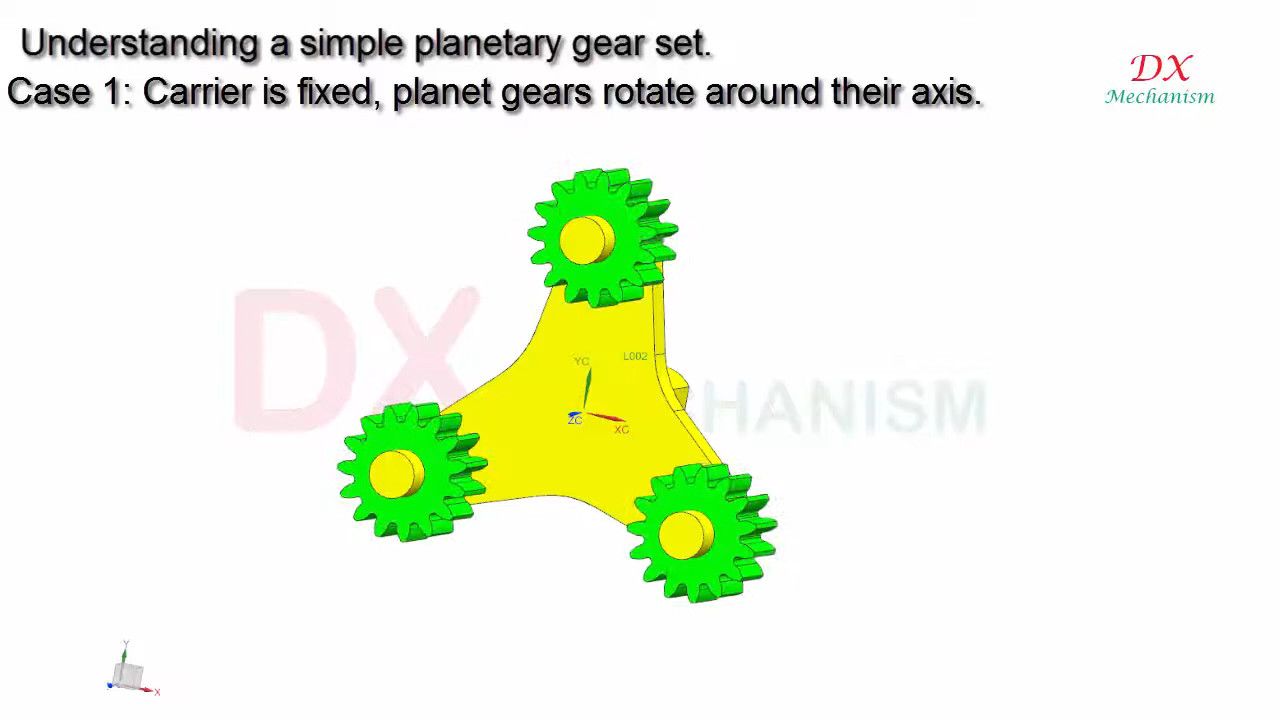 Understanding a simple planetary gear set.
Case 1: Carrier is fixed, planet gears rotate around their axis.
DX
Mechanism
DX
HANISM
L002
YC
ZC
XC
Y
X